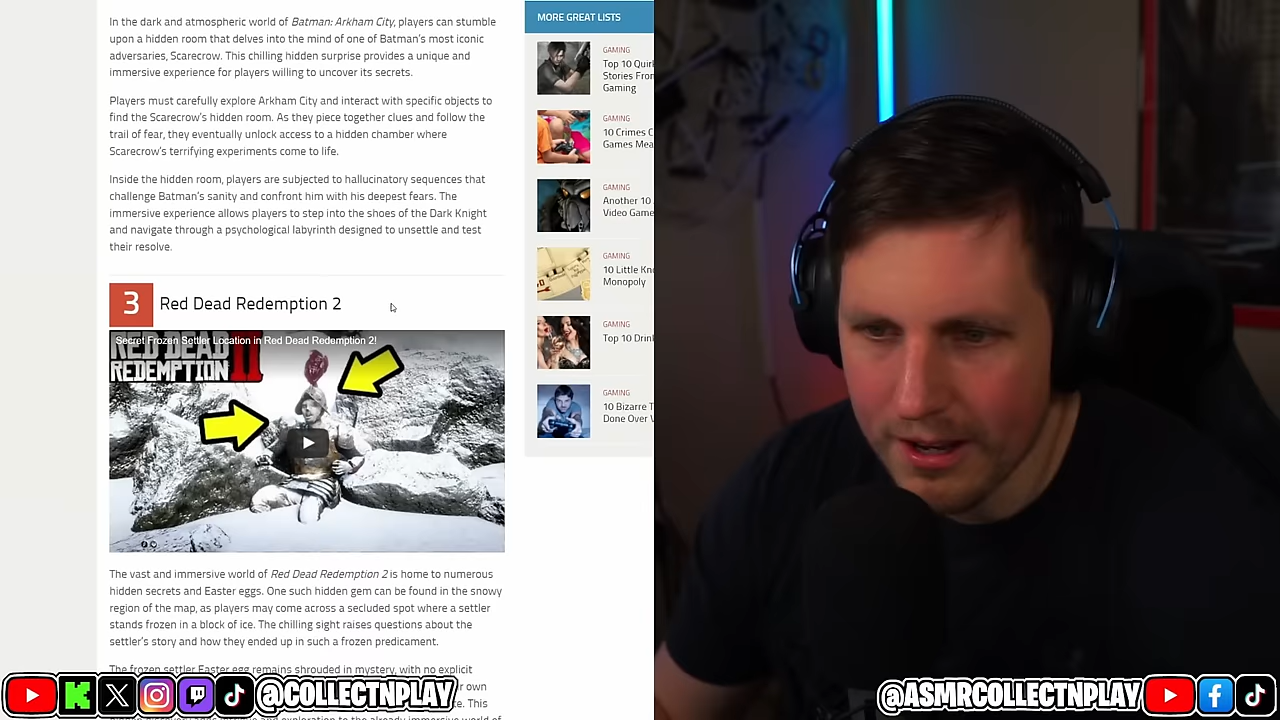 In the dark and atmospheric world of Batman: Arkham City, players can stumble
upon a hidden room that delves into the mind of one of Batman's most iconic
adversaries, Scarecrow. This chilling hidden surprise provides a unique and
immersive experience for players willing to uncover its secrets.
Players must carefully explore Arkham City and interact with specific objects to
find the Scarecrow's hidden room. As they piece together clues and follow the
trail of fear, they eventually unlock access to a hidden chamber where
Scarecrow's terrifying experiments come to life.
Inside the hidden room, players are subjected to hallucinatory sequences that
challenge Batman's sanity and confront him with his deepest fears. The
immersive experience allows players to step into the shoes of the Dark Knight
and navigate through a psychological labyrinth designed to unsettle and test
their resolve.
3 Red Dead Redemption 2
Secret Frozen Settler Location in Red Dead Redemption 2!
RED DEAD
REDEMPTION II
The vast and immersive world of Red Dead Redemption 2 is home to numerous
hidden secrets and Easter eggs. One such hidden gem can be found in the snowy
region of the map, as players may come across a secluded spot where a settler
stands frozen in a block of ice. The chilling sight raises questions about the
settler's story and how they ended up in such a frozen predicament.
The frozen settler Easter egg remains shrouded in mystery, with no explicit
own
This
MORE GREAT LISTS
GAMING
Top 10
Stories
Gaming
GAMING
10 Crimes
Games
GAMING
Another 10
Video Game
GAMING
10 Little
Monopoly
GAMING
Top 10
GAMING
10 Bizarre
Done Over
@COLLECTNPLAY
@ASMRCOLLECTNPLAY